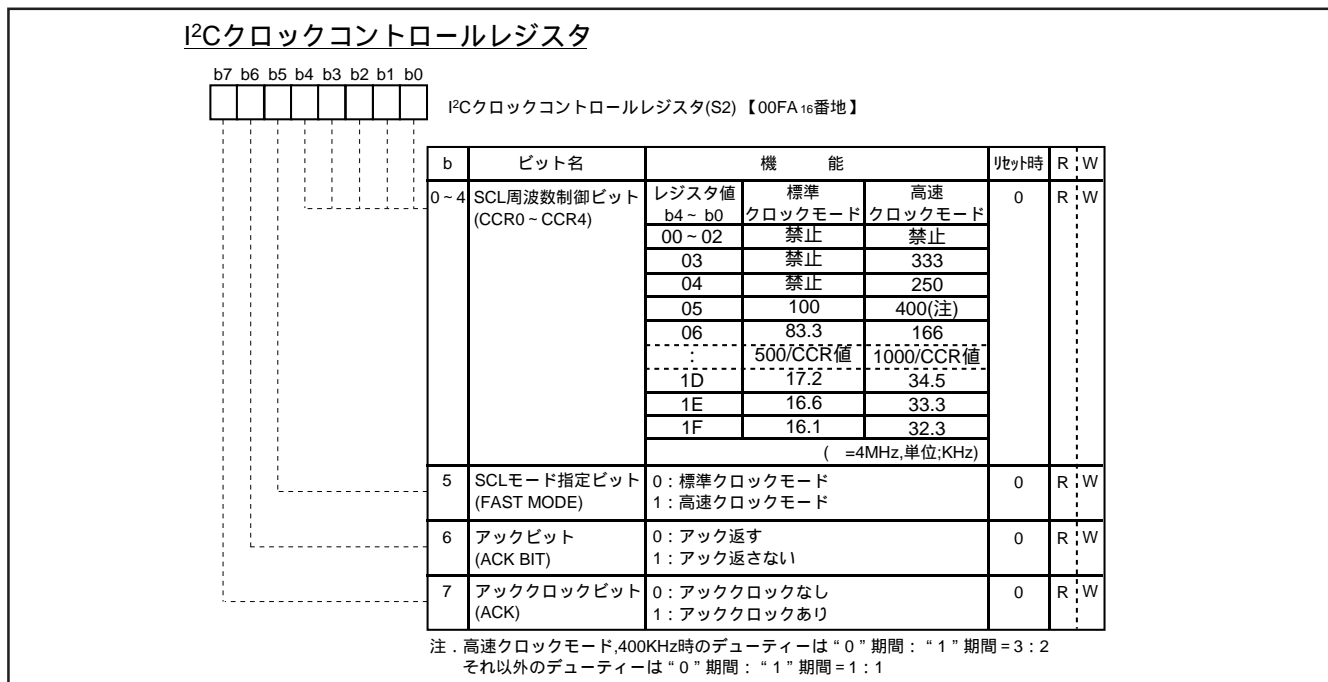 I²Cクロックコントロールレジスタ
b7 b6 b5 b4 b3 b2 b1 b0
I²Cクロックコントロールレジスタ(S2)【00FA₁₆番地】
b ビット名 機 能 リセット時 R W
0~4 SCL周波数制御ビット レジスタ値 標準 高速 0 R W
(CCR0~CCR4) b4~b0 クロックモード クロックモード
00~02 禁止 禁止
03 禁止 333
04 禁止 250
05 100 400(注)
06 83.3 166
: 500/CCR値 1000/CCR値
1D 17.2 34.5
1E 16.6 33.3
1F 16.1 32.3
( =4MHz,単位;KHz)
5 SCLモード指定ビット 0:標準クロックモード 0 R W
(FAST MODE) 1:高速クロックモード
6 アックビット 0:アック返す 0 R W
(ACK BIT) 1:アック返さない
7 アッククロックビット 0:アッククロックなし 0 R W
(ACK) 1:アッククロックあり
注.高速クロックモード,400KHz時のデューティーは“0”期間:“1”期間=3:2
それ以外のデューティーは“0”期間:“1”期間=1:1